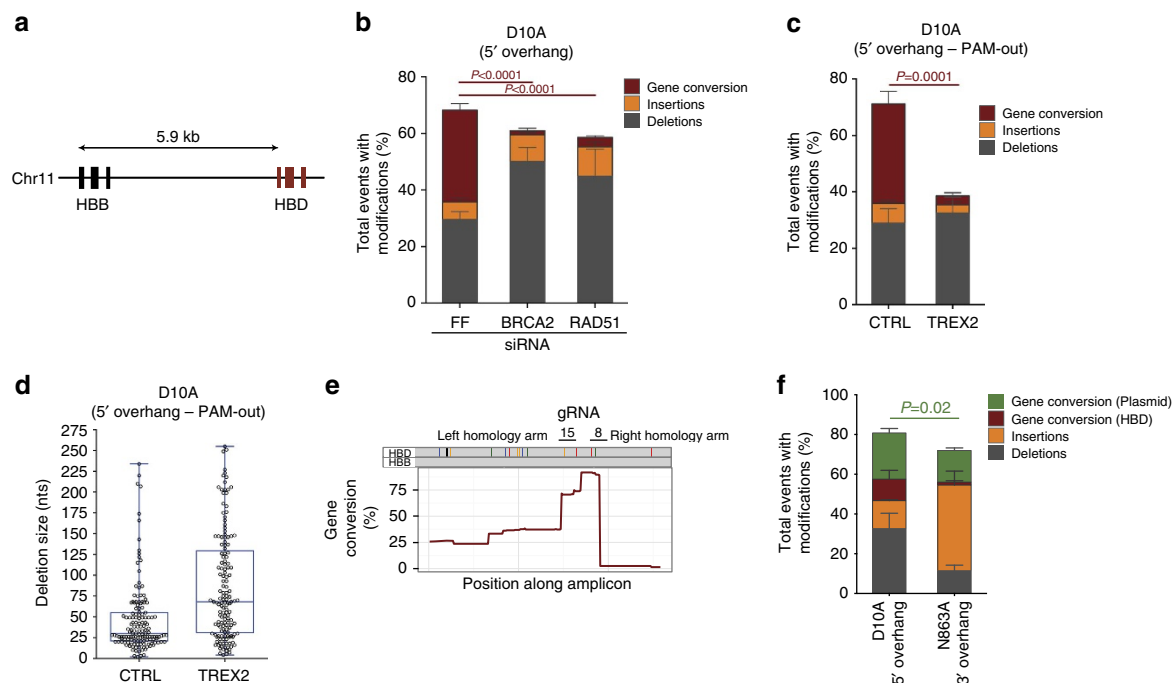 a
5.9 kb
Chr11
HBB
HBD
b
D10A
(5′ overhang)
P<0.0001
P<0.0001
Gene conversion
Insertions
Deletions
Total events with
modifications (%)
80
60
40
20
0
FF
BRCA2
RAD51
siRNA
c
D10A
(5′ overhang – PAM-out)
P=0.0001
Gene conversion
Insertions
Deletions
Total events with
modifications (%)
80
60
40
20
0
CTRL
TREX2
d
D10A
(5′ overhang – PAM-out)
Deletion size (nts)
275
250
225
200
175
150
125
100
75
50
25
0
CTRL
TREX2
e
gRNA
Left homology arm
15
8
Right homology arm
HBD
HBB
Gene
conversion
(%)
75
50
25
0
Position along amplicon
f
P=0.02
Gene conversion (Plasmid)
Gene conversion (HBD)
Insertions
Deletions
Total events with
modifications (%)
100
80
60
40
20
0
D10A
5′ overhang
N863A
3′ overhang